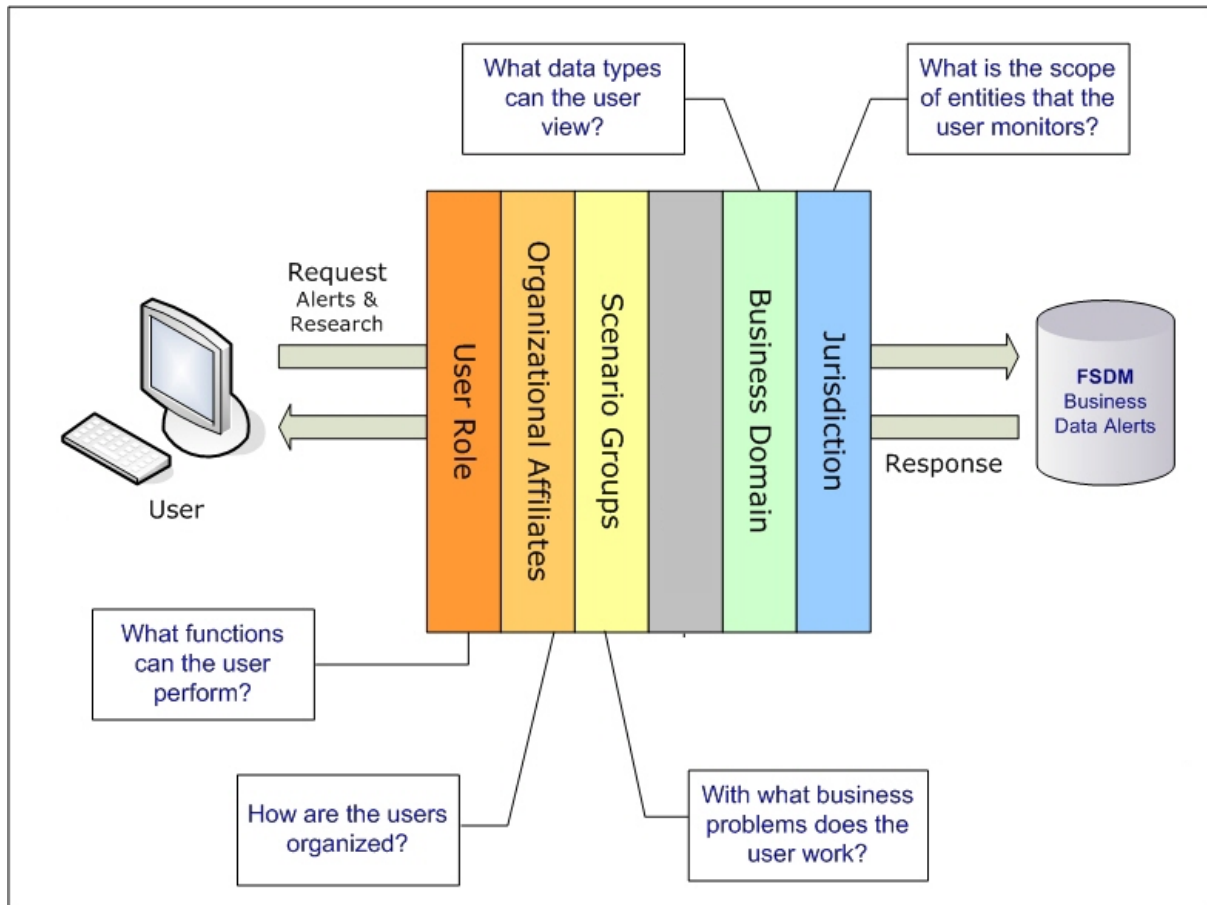 What data types
can the user
view?
What is the scope
of entities that the
user monitors?
Request
Alerts &
Research
User Role
Organizational Affiliates
Scenario Groups
Business Domain
Jurisdiction
FSDM
Business
Data Alerts
Response
User
What functions
can the user
perform?
How are the users
organized?
With what business
problems does the
user work?